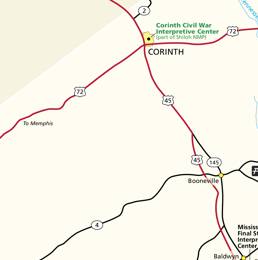 2
Corinth Civil War
Interpretive Center
(part of Shiloh NMP)
72
CORINTH
72
45
To Memphis
45
145
Booneville
4
Mississ
Final St
Interpr
Center
Baldwyn